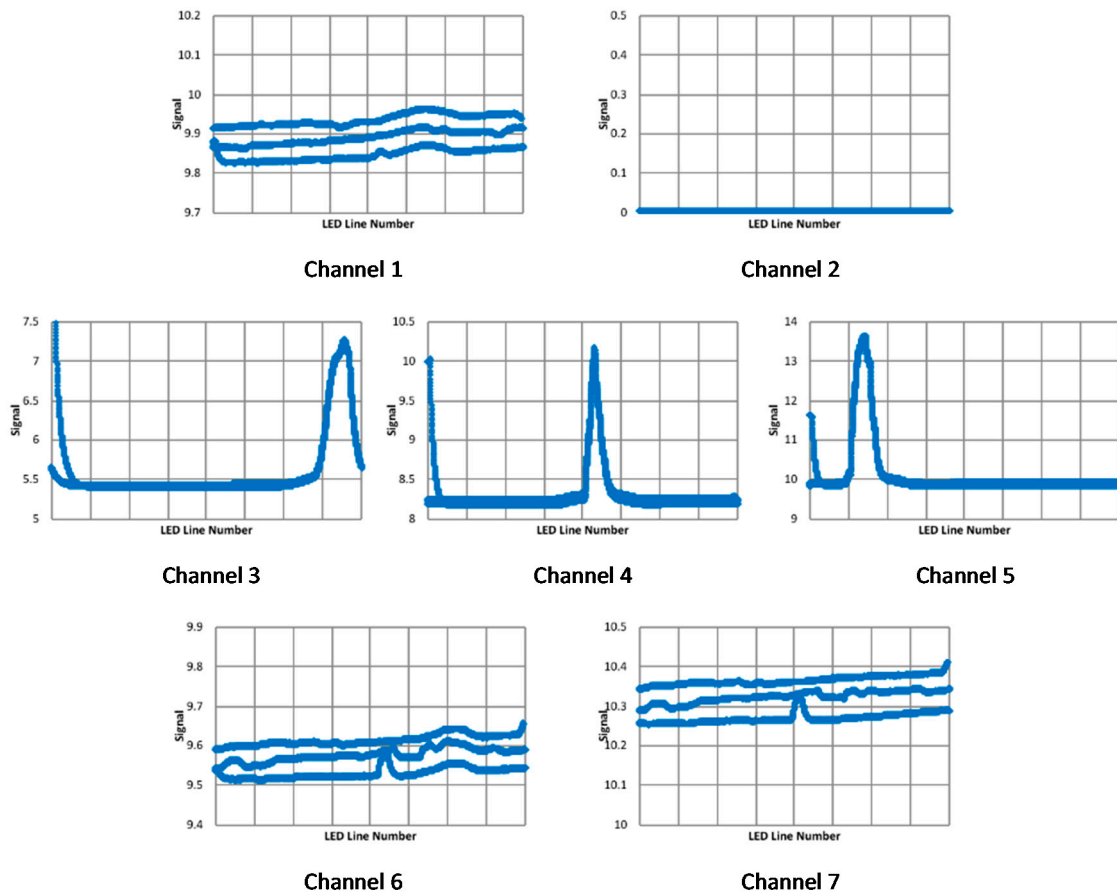 10.2
10.1
10
9.9
9.8
9.7
Signal
LED Line Number
Channel 1
0.5
0.4
0.3
0.2
0.1
0
Signal
LED Line Number
Channel 2
7.5
7
6.5
6
5.5
5
Signal
LED Line Number
Channel 3
10.5
10
9.5
9
8.5
8
Signal
LED Line Number
Channel 4
14
13
12
11
10
9
Signal
LED Line Number
Channel 5
9.9
9.8
9.7
9.6
9.5
9.4
Signal
LED Line Number
Channel 6
10.5
10.4
10.3
10.2
10.1
10
Signal
LED Line Number
Channel 7